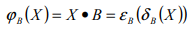 φ_B(X) = X • B = ε_B(δ_B(X))